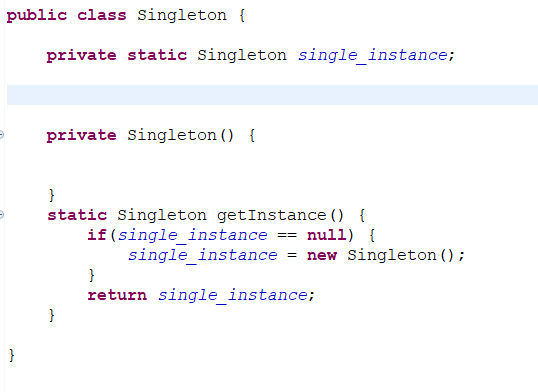 public class Singleton {
private static Singleton single_instance;
private Singleton() {
}
static Singleton getInstance() {
if(single_instance == null) {
single_instance = new Singleton();
}
return single_instance;
}
}